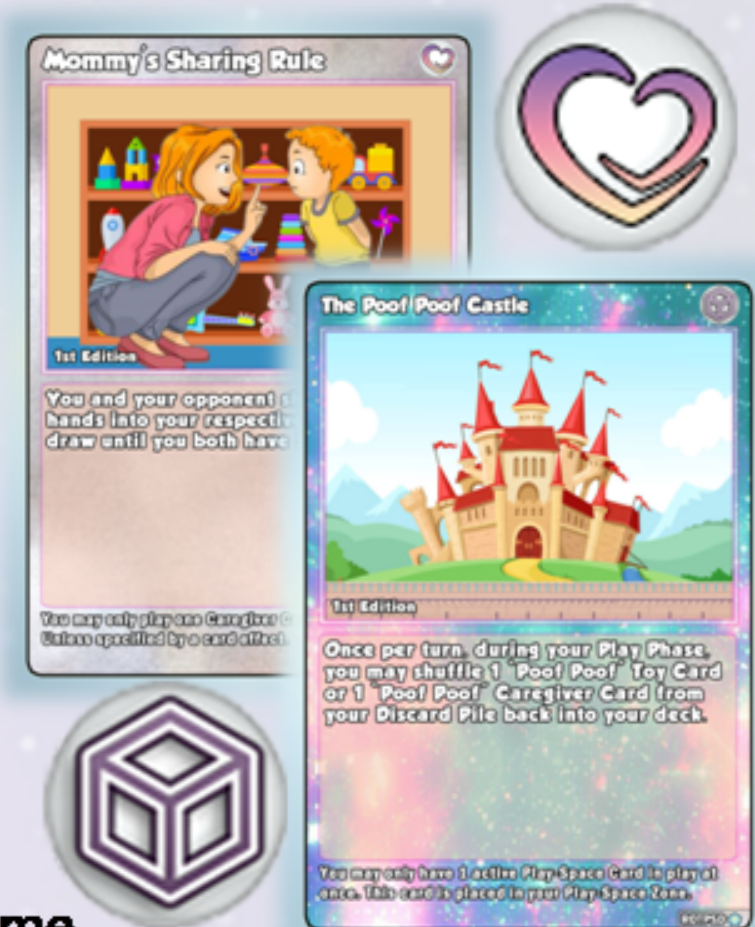 Mommy's Sharing Rule
1st Edition
You and your opponent s
hands into your respectiv
draw until you both have
You may only play one Caregiver C
Unless specified by a card effect.
The Poof Poof Castle
1st Edition
Once per turn, during your Play Phase,
you may shuffle 1 "Poof Poof" Toy Card
or 1 "Poof Poof" Caregiver Card from
your Discard Pile back into your deck.
You may only have 1 active Play-Space Card in play at
once. This card is placed in your Play-Space Zone.
me